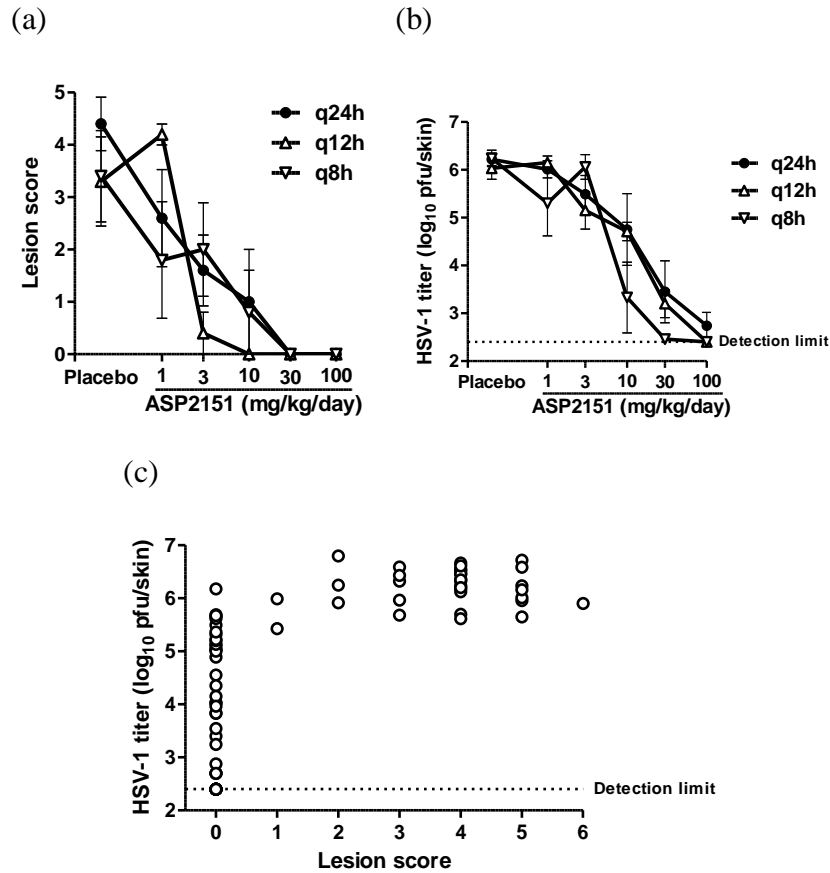 (a)
(b)
5
4
3
2
1
0
Lesion score
q24h
q12h
q8h
Placebo
1 3 10 30 100
ASP2151 (mg/kg/day)
7
6
5
4
3
2
HSV-1 titer (log10 pfu/skin)
q24h
q12h
q8h
Detection limit
Placebo
1 3 10 30 100
ASP2151 (mg/kg/day)
(c)
7
6
5
4
3
2
HSV-1 titer (log10 pfu/skin)
Detection limit
0 1 2 3 4 5 6
Lesion score